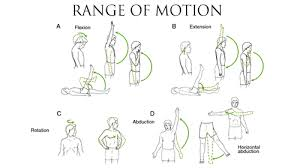 RANGE OF MOTION
A
Flexion
B
Extension
C
Rotation
D
Abduction
Horizontal
abduction